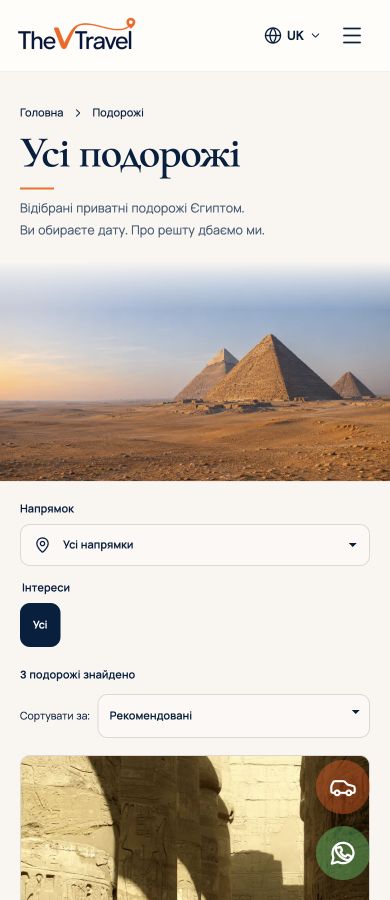 TheVTravel
UK
Головна > Подорожі
Усі подорожі
Відібрані приватні подорожі Єгиптом.
Ви обираєте дату. Про решту дбаємо ми.
Напрямок
Усі напрямки
Інтереси
Усі
3 подорожі знайдено
Сортувати за: Рекомендовані